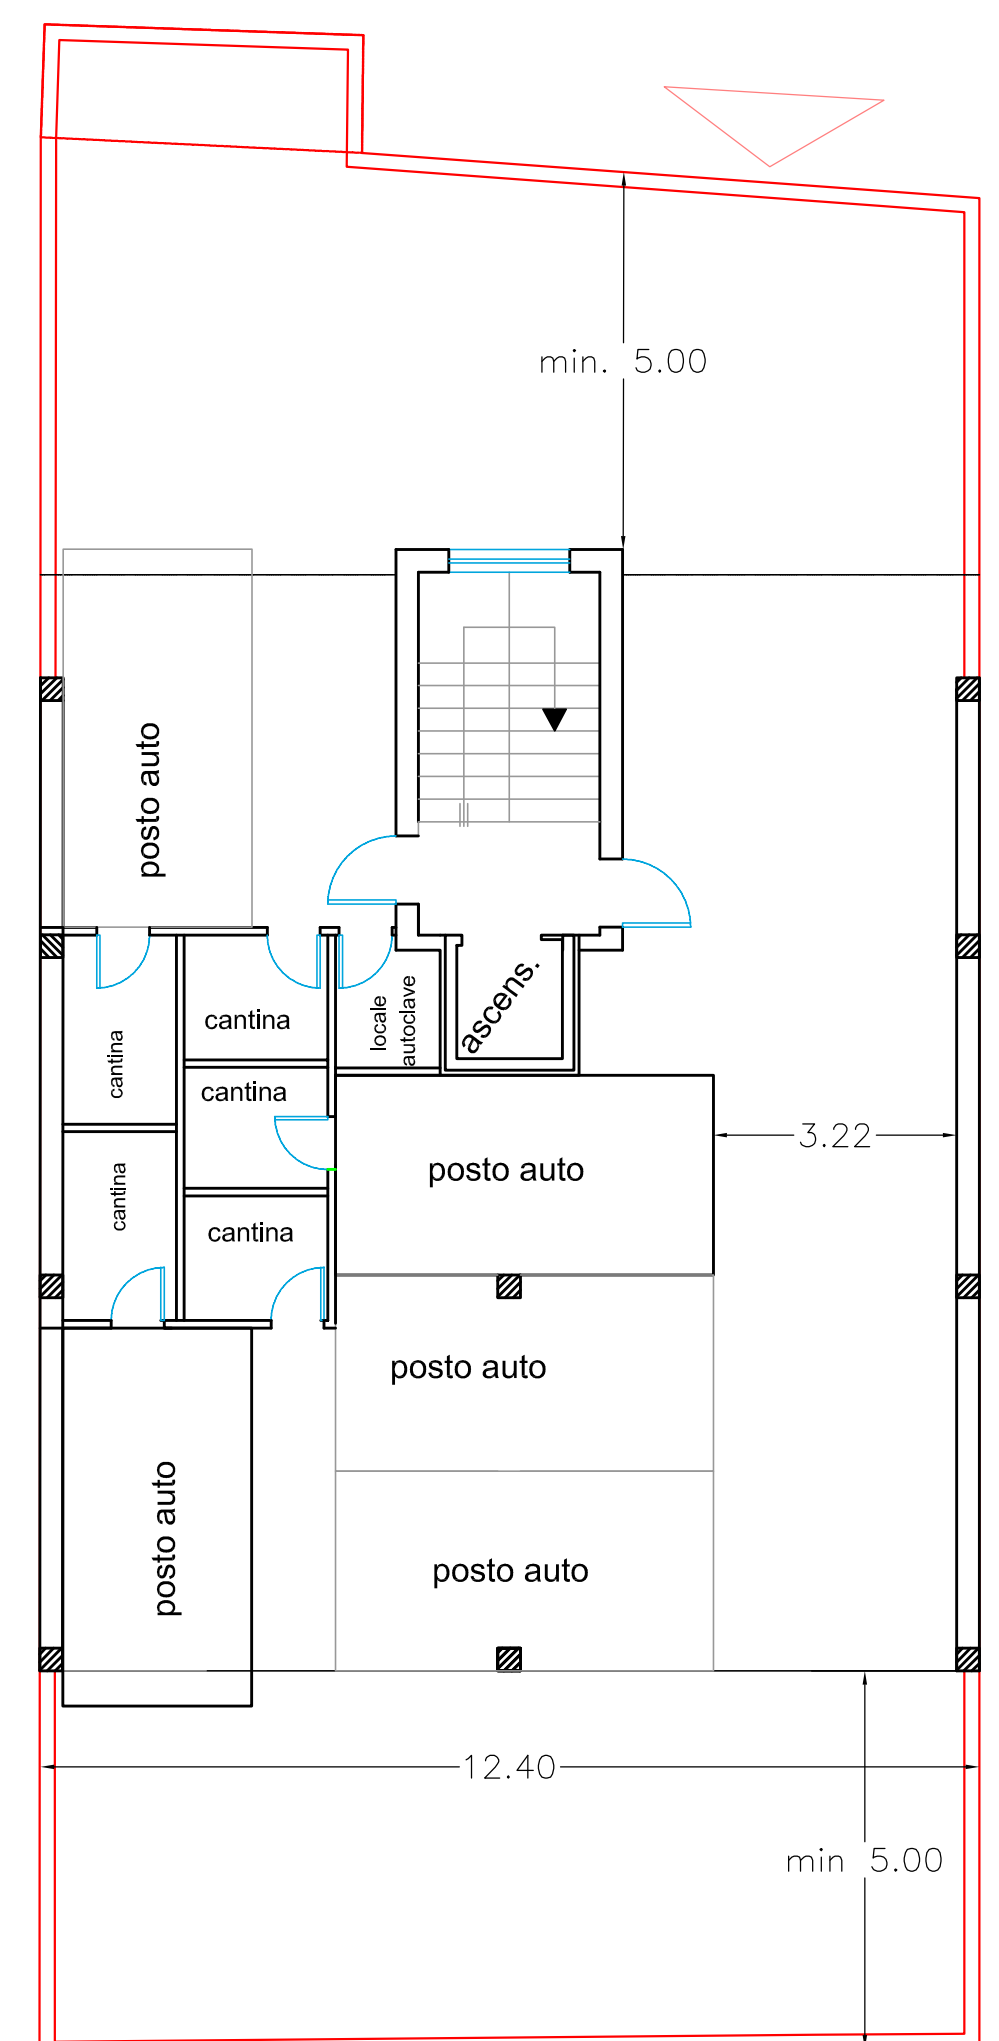 min. 5.00
posto auto
ascens.
locale
autoclave
cantina
cantina
cantina
3.22
posto auto
cantina
cantina
posto auto
posto auto
posto auto
12.40
min 5.00